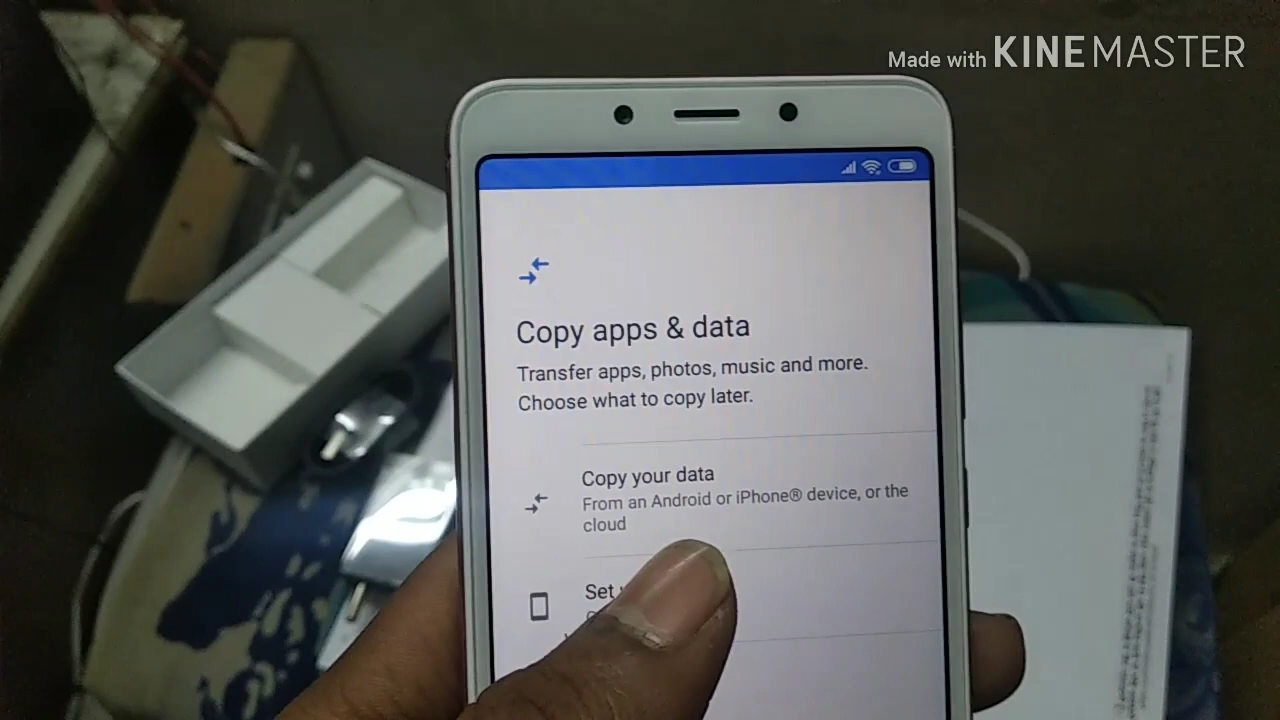 Made with KINEMASTER
Copy apps & data
Transfer apps, photos, music and more.
Choose what to copy later.
Copy your data
From an Android or iPhone® device, or the
cloud
Set